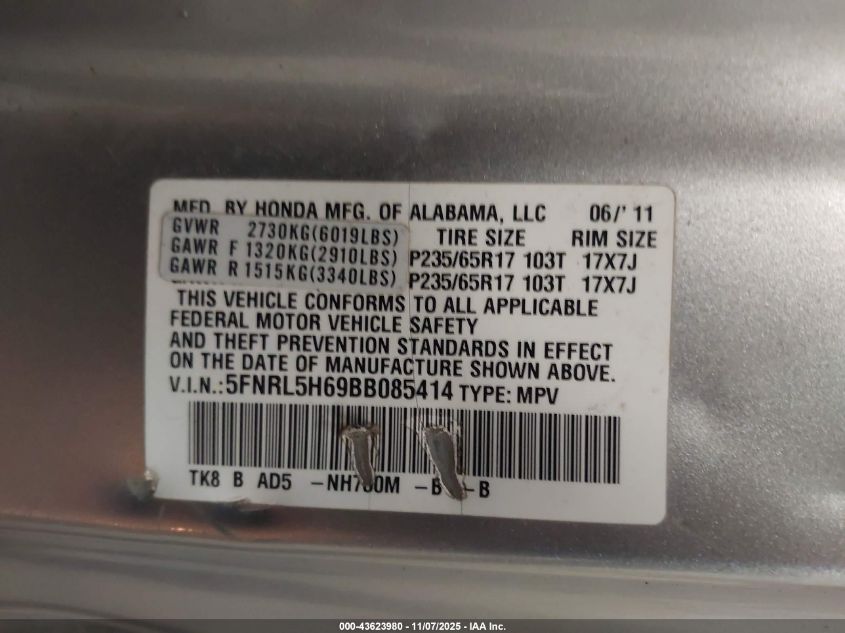 MFD. BY HONDA MFG. OF ALABAMA, LLC 06/' 11
GVWR 2730KG(6019LBS) TIRE SIZE RIM SIZE
GAWR F 1320KG(2910LBS) P235/65R17 103T 17X7J
GAWR R 1515KG(3340LBS) P235/65R17 103T 17X7J
THIS VEHICLE CONFORMS TO ALL APPLICABLE
FEDERAL MOTOR VEHICLE SAFETY
AND THEFT PREVENTION STANDARDS IN EFFECT
ON THE DATE OF MANUFACTURE SHOWN ABOVE.
V.I.N.:5FNRL5H69BB085414 TYPE: MPV
TK8 B AD5 -B
000-43623980 - 11/07/2025 - IAA Inc.